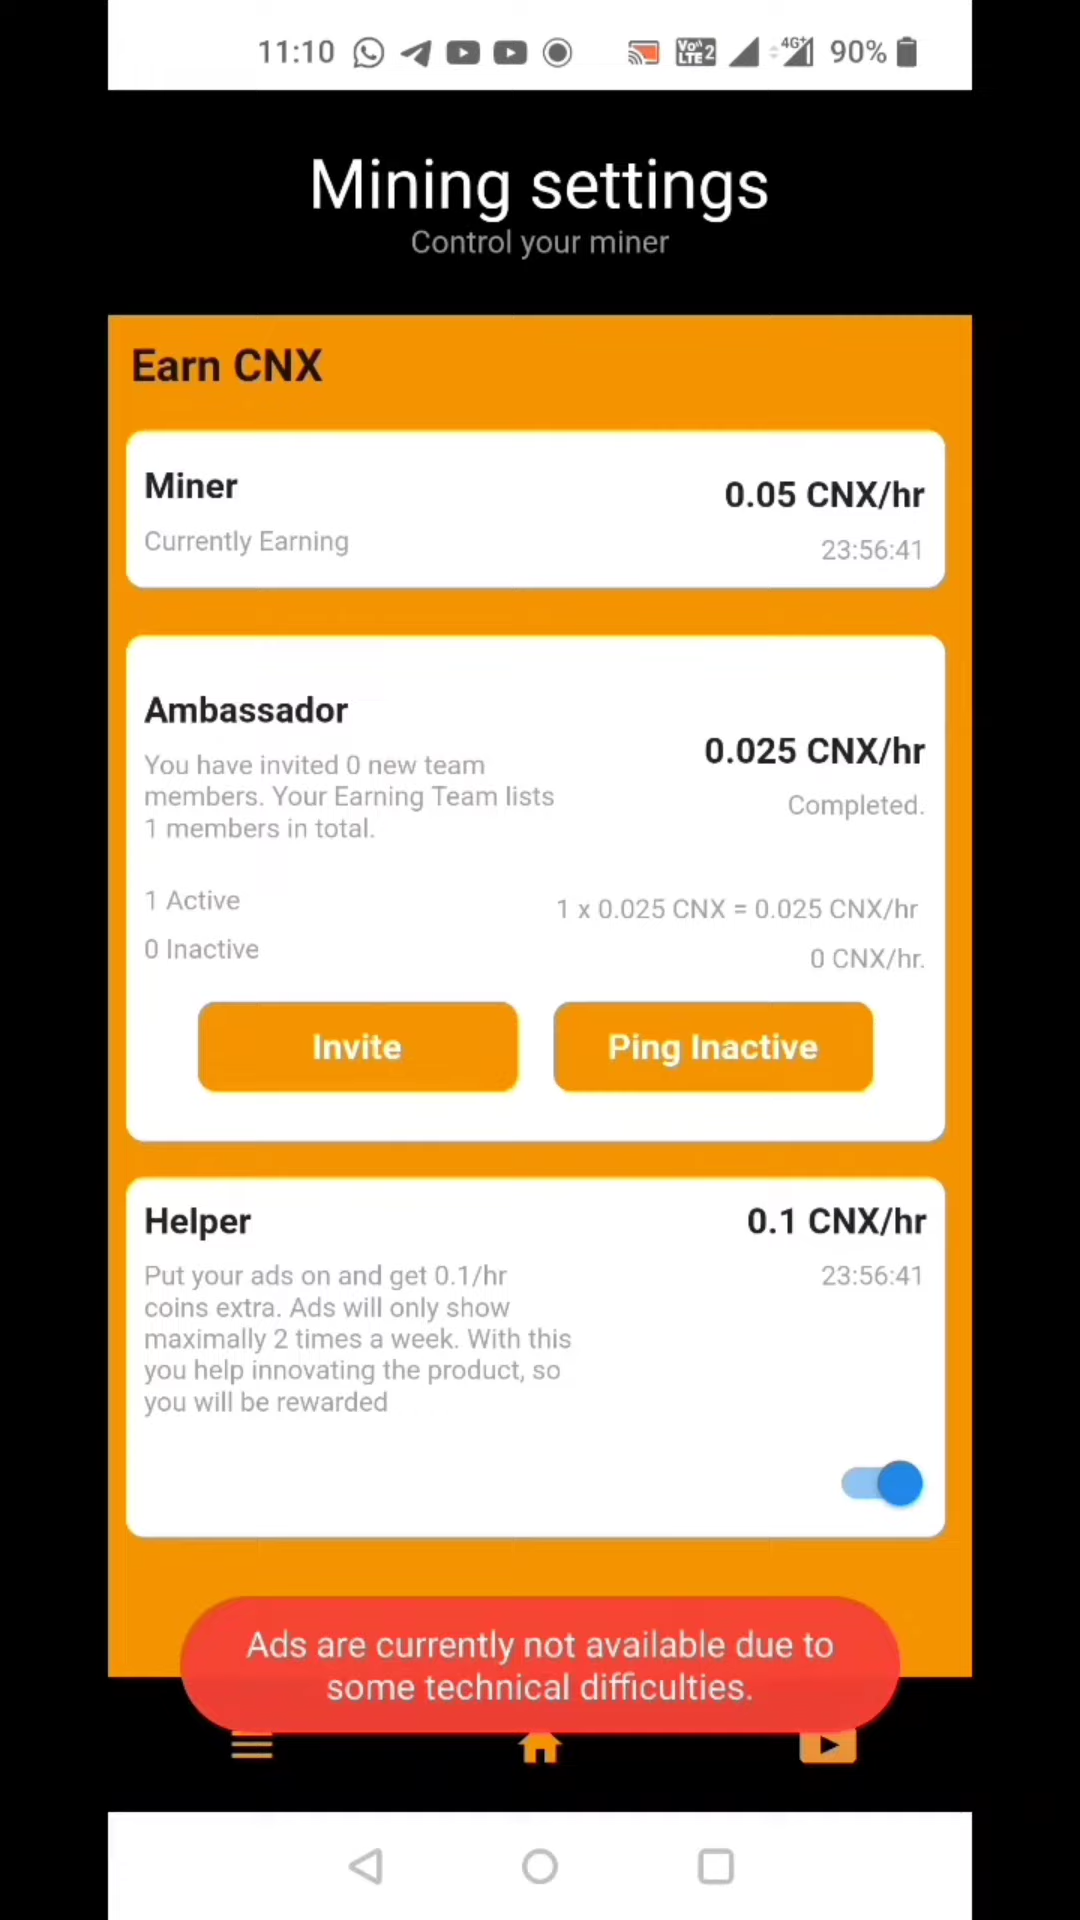 11:10 Vo)) LTE 2 4G+ 90%
Mining settings
Control your miner
Earn CNX
Miner
0.05 CNX/hr
Currently Earning
23:56:41
Ambassador
0.025 CNX/hr
You have invited 0 new team
members. Your Earning Team lists
1 members in total.
Completed.
1 Active
1 x 0.025 CNX = 0.025 CNX/hr
0 Inactive
0 CNX/hr.
Invite
Ping Inactive
Helper
0.1 CNX/hr
Put your ads on and get 0.1/hr
coins extra. Ads will only show
maximally 2 times a week. With this
you help innovating the product, so
you will be rewarded
23:56:41
Ads are currently not available due to
some technical difficulties.